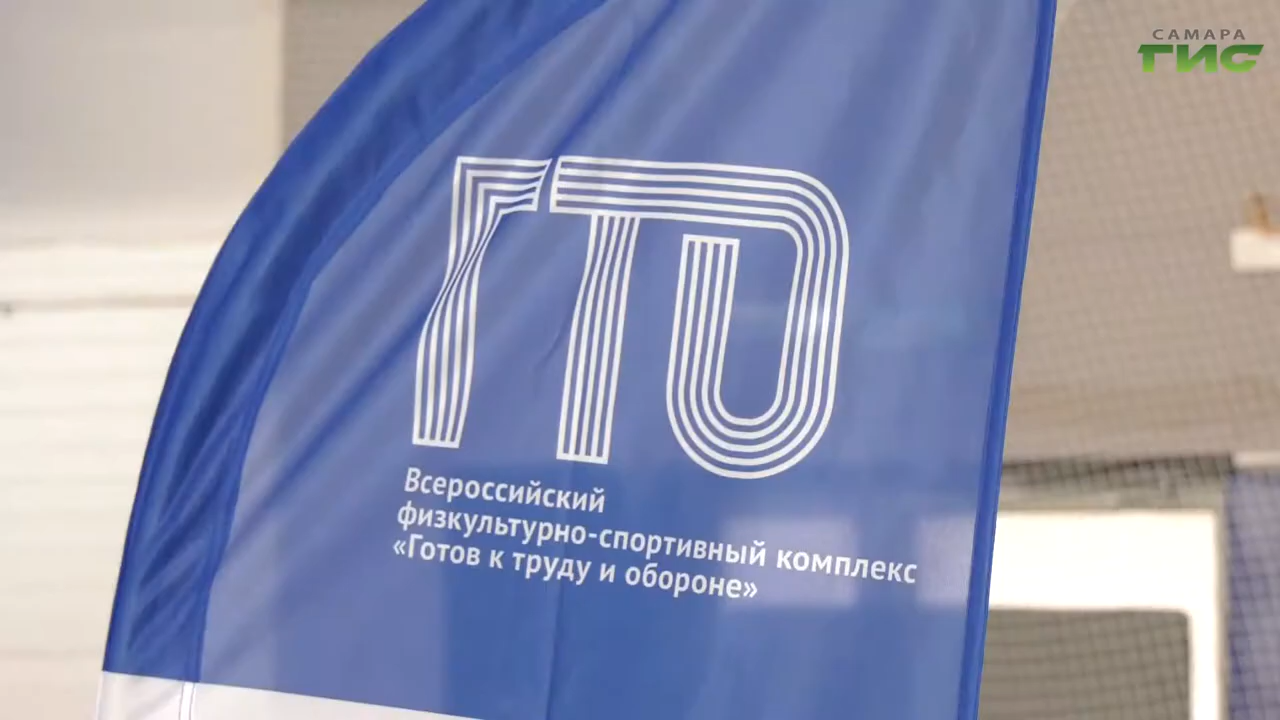 САМАРА
ГИС
ГТО
Всероссийский
физкультурно-спортивный комплекс
«Готов к труду и обороне»